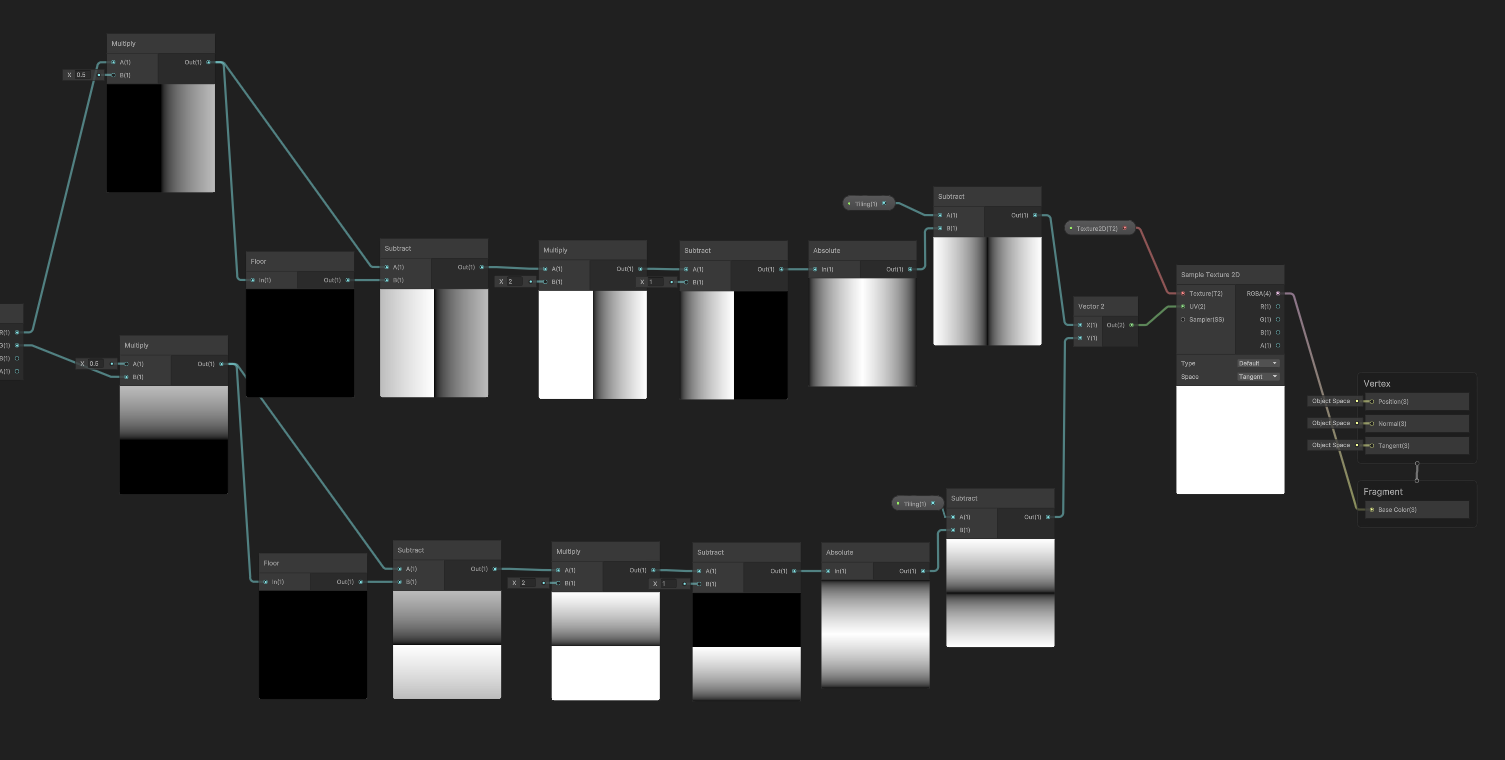 Multiply
A(1) Out(1)
X 0.5 B(1)
Subtract
Tiling(1) A(1) Out(1)
B(1)
Texture2D(T2)
Subtract
A(1) Out(1)
B(1)
Multiply
A(1) Out(1)
X 2 B(1)
Subtract
A(1) Out(1)
X 1 B(1)
Absolute
In(1) Out(1)
Floor
In(1) Out(1)
Sample Texture 2D
Texture(T2) RGBA(4)
UV(2) R(1)
Sampler(SS) G(1)
B(1)
A(1)
Type Default
Space Tangent
Vector 2
X(1) Out(2)
Y(1)
R(1)
G(1)
B(1)
A(1)
Multiply
X 0.5 A(1) Out(1)
B(1)
Vertex
Object Space Position(3)
Object Space Normal(3)
Object Space Tangent(3)
Fragment
Base Color(3)
Subtract
Tiling(1) A(1) Out(1)
B(1)
Floor
In(1) Out(1)
Subtract
A(1) Out(1)
B(1)
Multiply
A(1) Out(1)
X 2 B(1)
Subtract
A(1) Out(1)
X 1 B(1)
Absolute
In(1) Out(1)